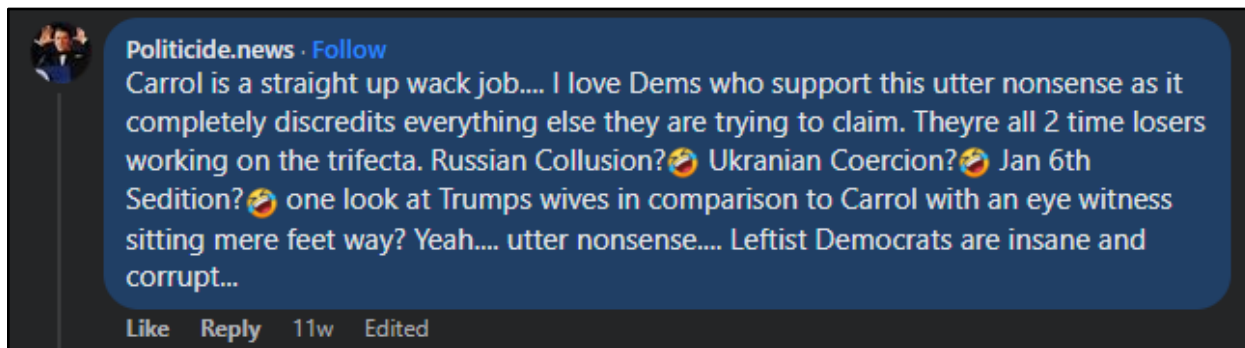 Politicide.news · Follow
Carrol is a straight up wack job.... I love Dems who support this utter nonsense as it
completely discredits everything else they are trying to claim. Theyre all 2 time losers
working on the trifecta. Russian Collusion?🤣 Ukranian Coercion?🤣 Jan 6th
Sedition?🤣 one look at Trumps wives in comparison to Carrol with an eye witness
sitting mere feet way? Yeah.... utter nonsense.... Leftist Democrats are insane and
corrupt...
Like Reply 11w Edited